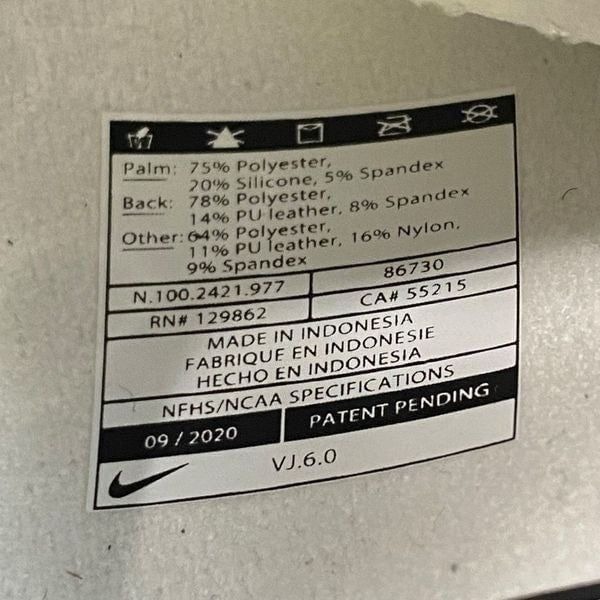 Palm: 75% Polyester,
20% Silicone, 5% Spandex
Back: 78% Polyester,
14% PU leather, 8% Spandex
Other: 64% Polyester,
11% PU leather, 16% Nylon,
9% Spandex
N.100.2421.977 86730
RN# 129862 CA# 55215
MADE IN INDONESIA
FABRIQUE EN INDONESIE
HECHO EN INDONESIA
NFHS/NCAA SPECIFICATIONS
09 / 2020 PATENT PENDING
VJ.6.0